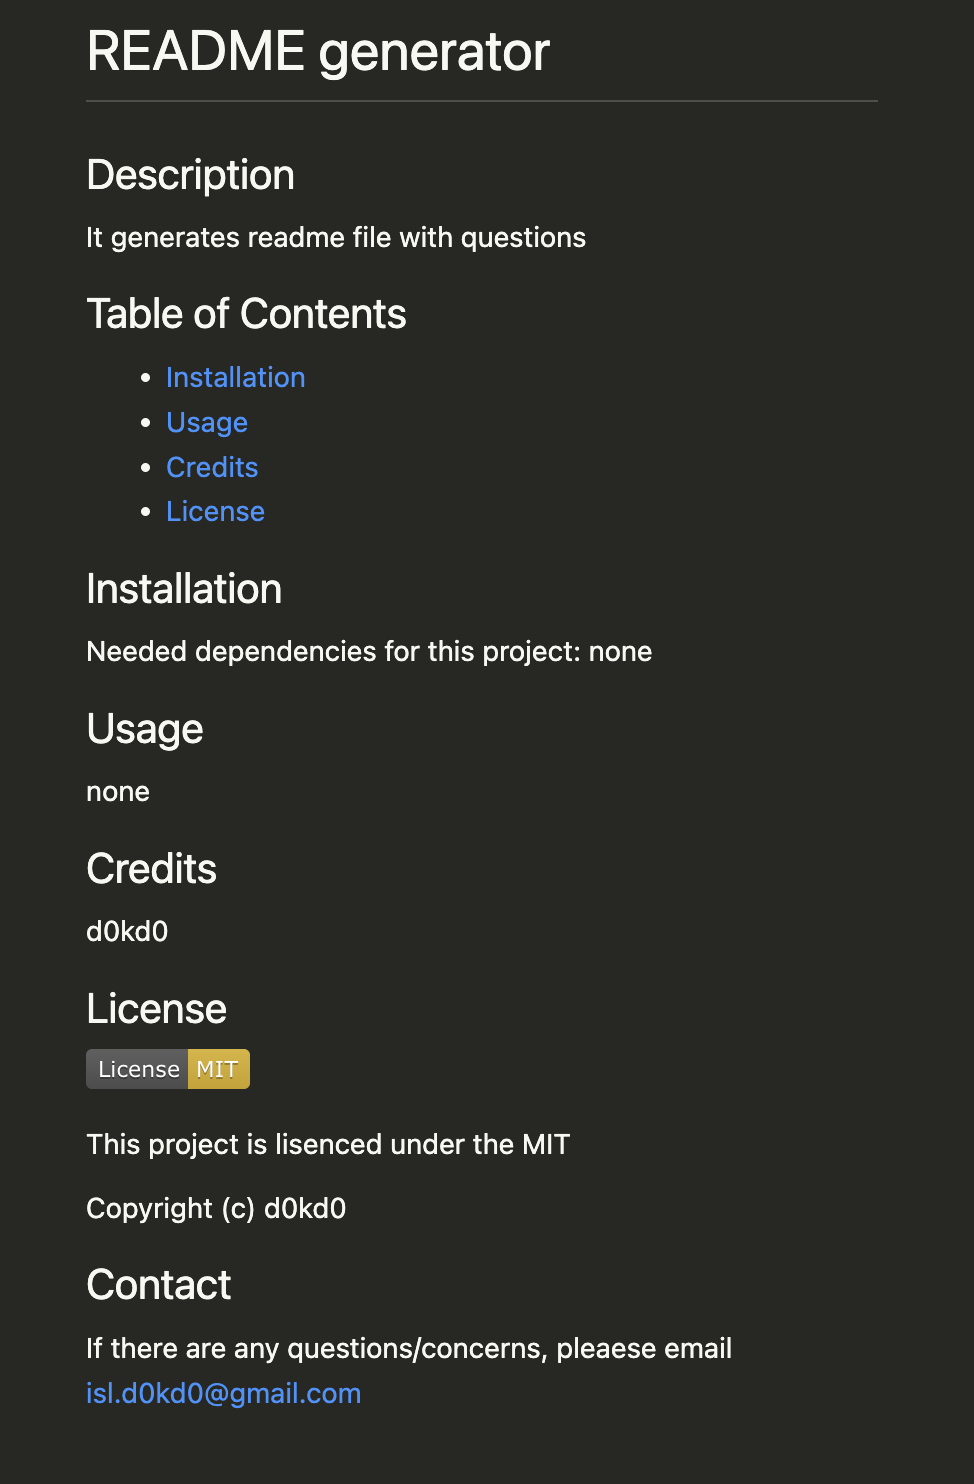 README generator
Description
It generates readme file with questions
Table of Contents
Installation
Usage
Credits
License
Installation
Needed dependencies for this project: none
Usage
none
Credits
d0kd0
License
License MIT
This project is lisenced under the MIT
Copyright (c) d0kd0
Contact
If there are any questions/concerns, pleaese email
isl.d0kd0@gmail.com